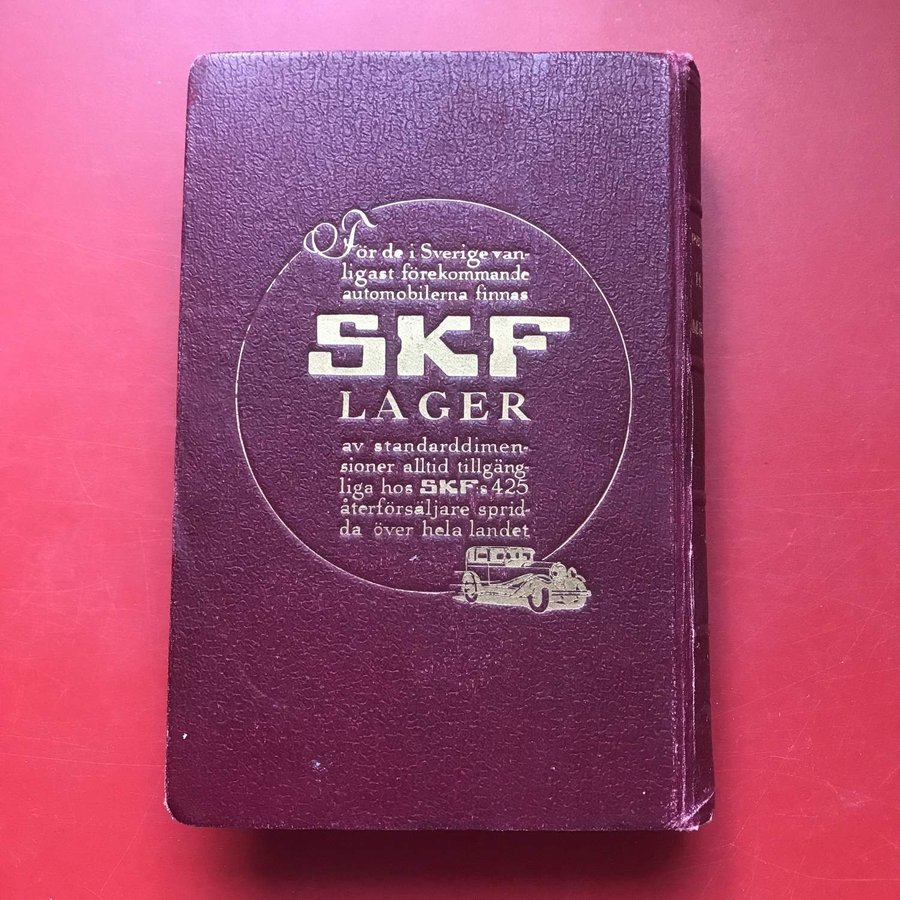 För de i Sverige van-
ligast förekommande
automobilerna finnas
SKF
LAGER
av standarddimen-
sioner alltid tillgäng-
liga hos SKF:s 425
återförsäljare sprid-
da över hela landet